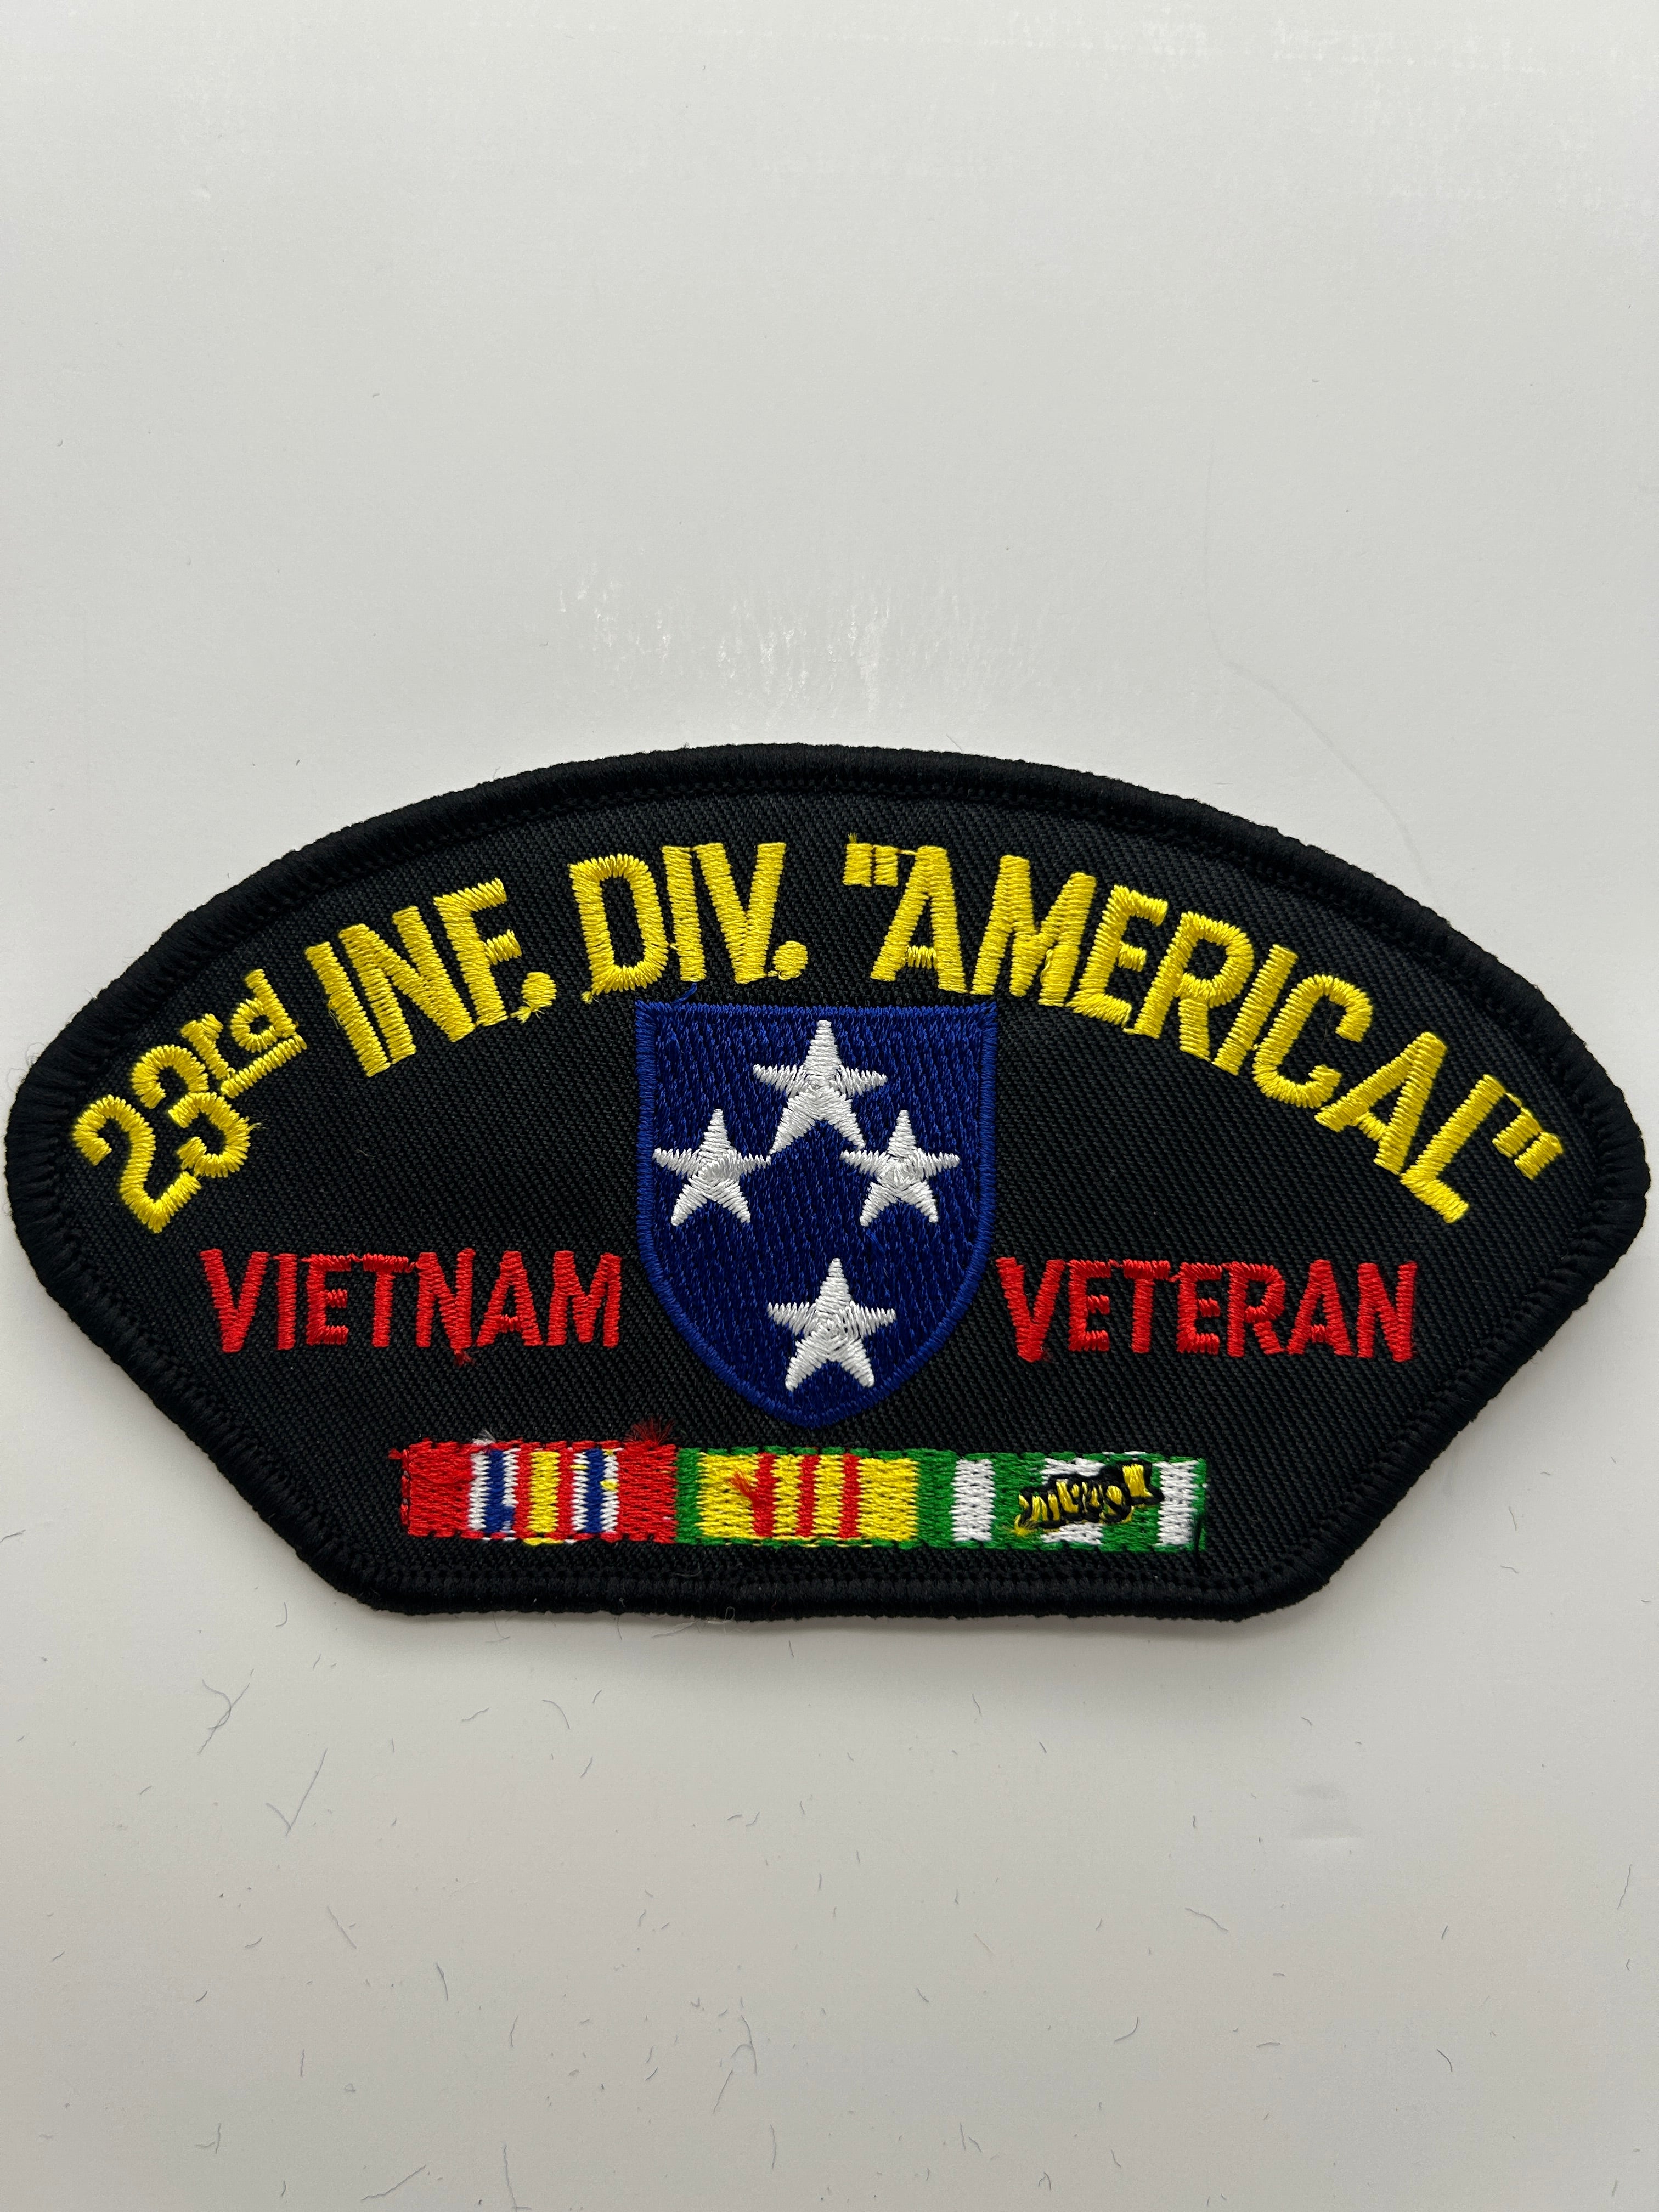 23rd INF. DIV. "AMERICAL"
VIETNAM VETERAN